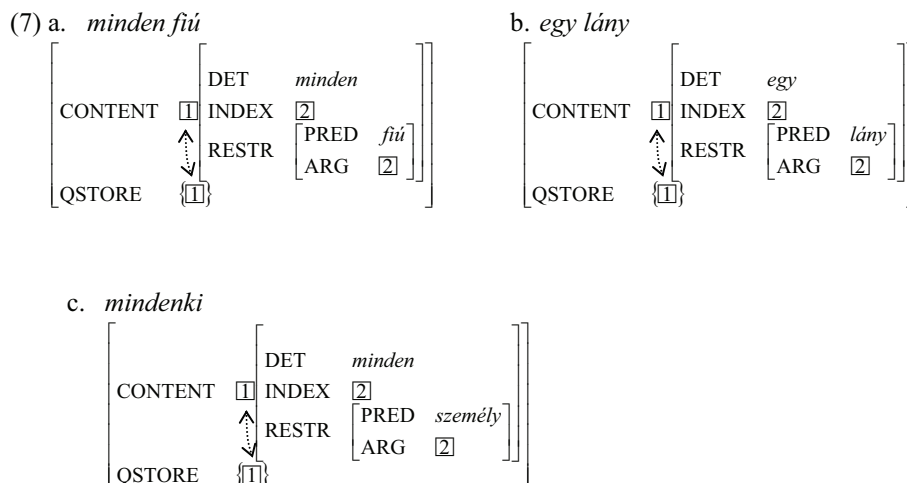 (7) a. minden fiú b. egy lány
DET minden DET egy
CONTENT 1 INDEX 2 CONTENT 1 INDEX 2
PRED fiú PRED lány
RESTR RESTR
ARG 2 ARG 2
QSTORE {1} QSTORE {1}
c. mindenki
DET minden
CONTENT 1 INDEX 2
PRED személy
RESTR
ARG 2
QSTORE {1}